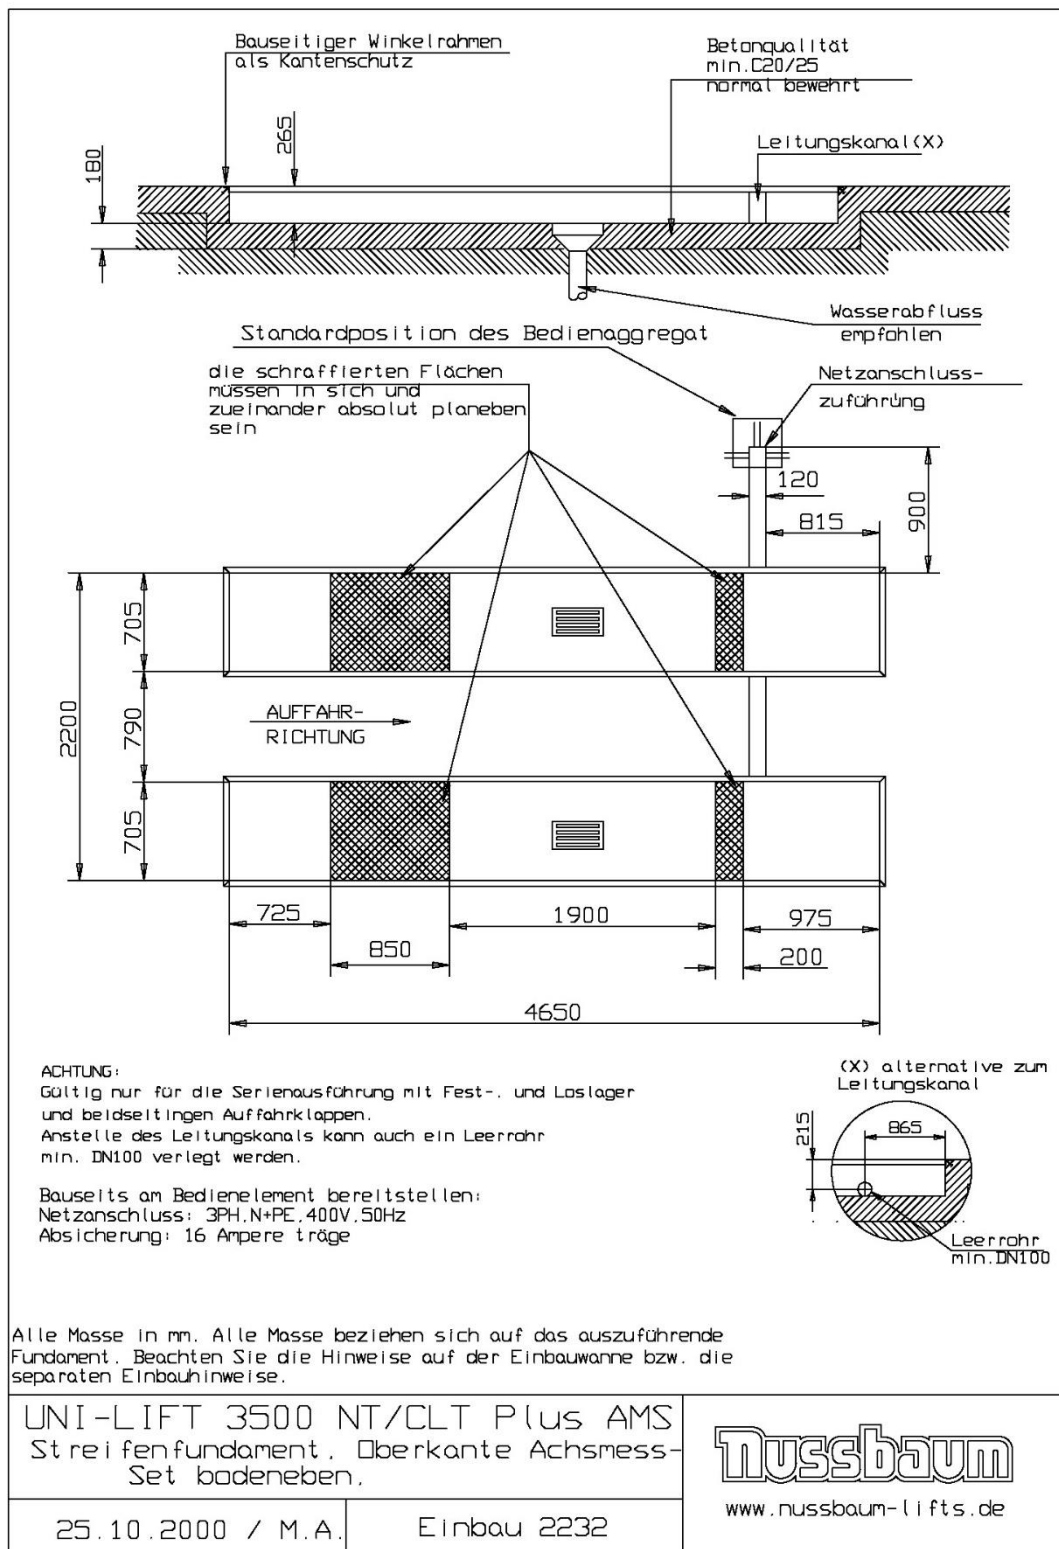 Bauseitiger Winkelrahmen
als Kantenschutz
Betonqualität
min.C20/25
normal bewehrt
Leitungskanal(X)
265
180
Wasserabfluss
empfohlen
Standardposition des Bedienaggregat
die schraffierten Flächen
müssen in sich und
zueinander absolut planeben
sein
Netzanschluss-
zuführung
120
815
900
705
790
2200
705
AUFFAHR-
RICHTUNG
725
1900
975
850
200
4650
ACHTUNG:
Gültig nur für die Serienausführung mit Fest-. und Loslager
und beidseitingen Auffahrklappen.
Anstelle des Leitungskanals kann auch ein Leerrohr
min. DN100 verlegt werden.
Bauseits am Bedienelement bereitstellen:
Netzanschluss: 3PH,N+PE,400V,50Hz
Absicherung: 16 Ampere träge
(X) alternative zum
Leitungskanal
215
865
Leerrohr
min.DN100
Alle Masse in mm. Alle Masse beziehen sich auf das auszuführende
Fundament. Beachten Sie die Hinweise auf der Einbauwanne bzw. die
separaten Einbauhinweise.
UNI-LIFT 3500 NT/CLT Plus AMS
Streifenfundament, Oberkante Achsmess-
Set bodeneben,
25.10.2000 / M.A.
Einbau 2232
Nussbaum
www.nussbaum-lifts.de